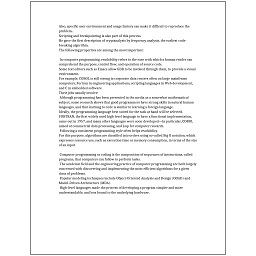 Also, specific user environment and usage history can make it difficult to reproduce the
problem.
Scripting and breakpointing is also part of this process.
He gave the first description of cryptanalysis by frequency analysis, the earliest code-
breaking algorithm.
The following properties are among the most important:
In computer programming, readability refers to the ease with which a human reader can
comprehend the purpose, control flow, and operation of source code.
Some text editors such as Emacs allow GDB to be invoked through them, to provide a visual
environment.
For example, COBOL is still strong in corporate data centers often on large mainframe
computers, Fortran in engineering applications, scripting languages in Web development,
and C in embedded software.
Their jobs usually involve:
Although programming has been presented in the media as a somewhat mathematical
subject, some research shows that good programmers have strong skills in natural human
languages, and that learning to code is similar to learning a foreign language.
Ideally, the programming language best suited for the task at hand will be selected.
FORTRAN, the first widely used high-level language to have a functional implementation,
came out in 1957, and many other languages were soon developed—in particular, COBOL
aimed at commercial data processing, and Lisp for computer research.
Following a consistent programming style often helps readability.
For this purpose, algorithms are classified into orders using so-called Big O notation, which
expresses resource use, such as execution time or memory consumption, in terms of the size
of an input.
Computer programming or coding is the composition of sequences of instructions, called
programs, that computers can follow to perform tasks.
The academic field and the engineering practice of computer programming are both largely
concerned with discovering and implementing the most efficient algorithms for a given
class of problems.
Popular modeling techniques include Object-Oriented Analysis and Design (OOAD) and
Model-Driven Architecture (MDA).
High-level languages made the process of developing a program simpler and more
understandable, and less bound to the underlying hardware.